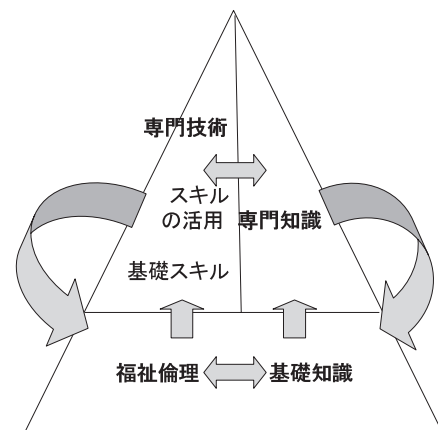 専門技術
スキル
の活用
専門知識
基礎スキル
福祉倫理
基礎知識